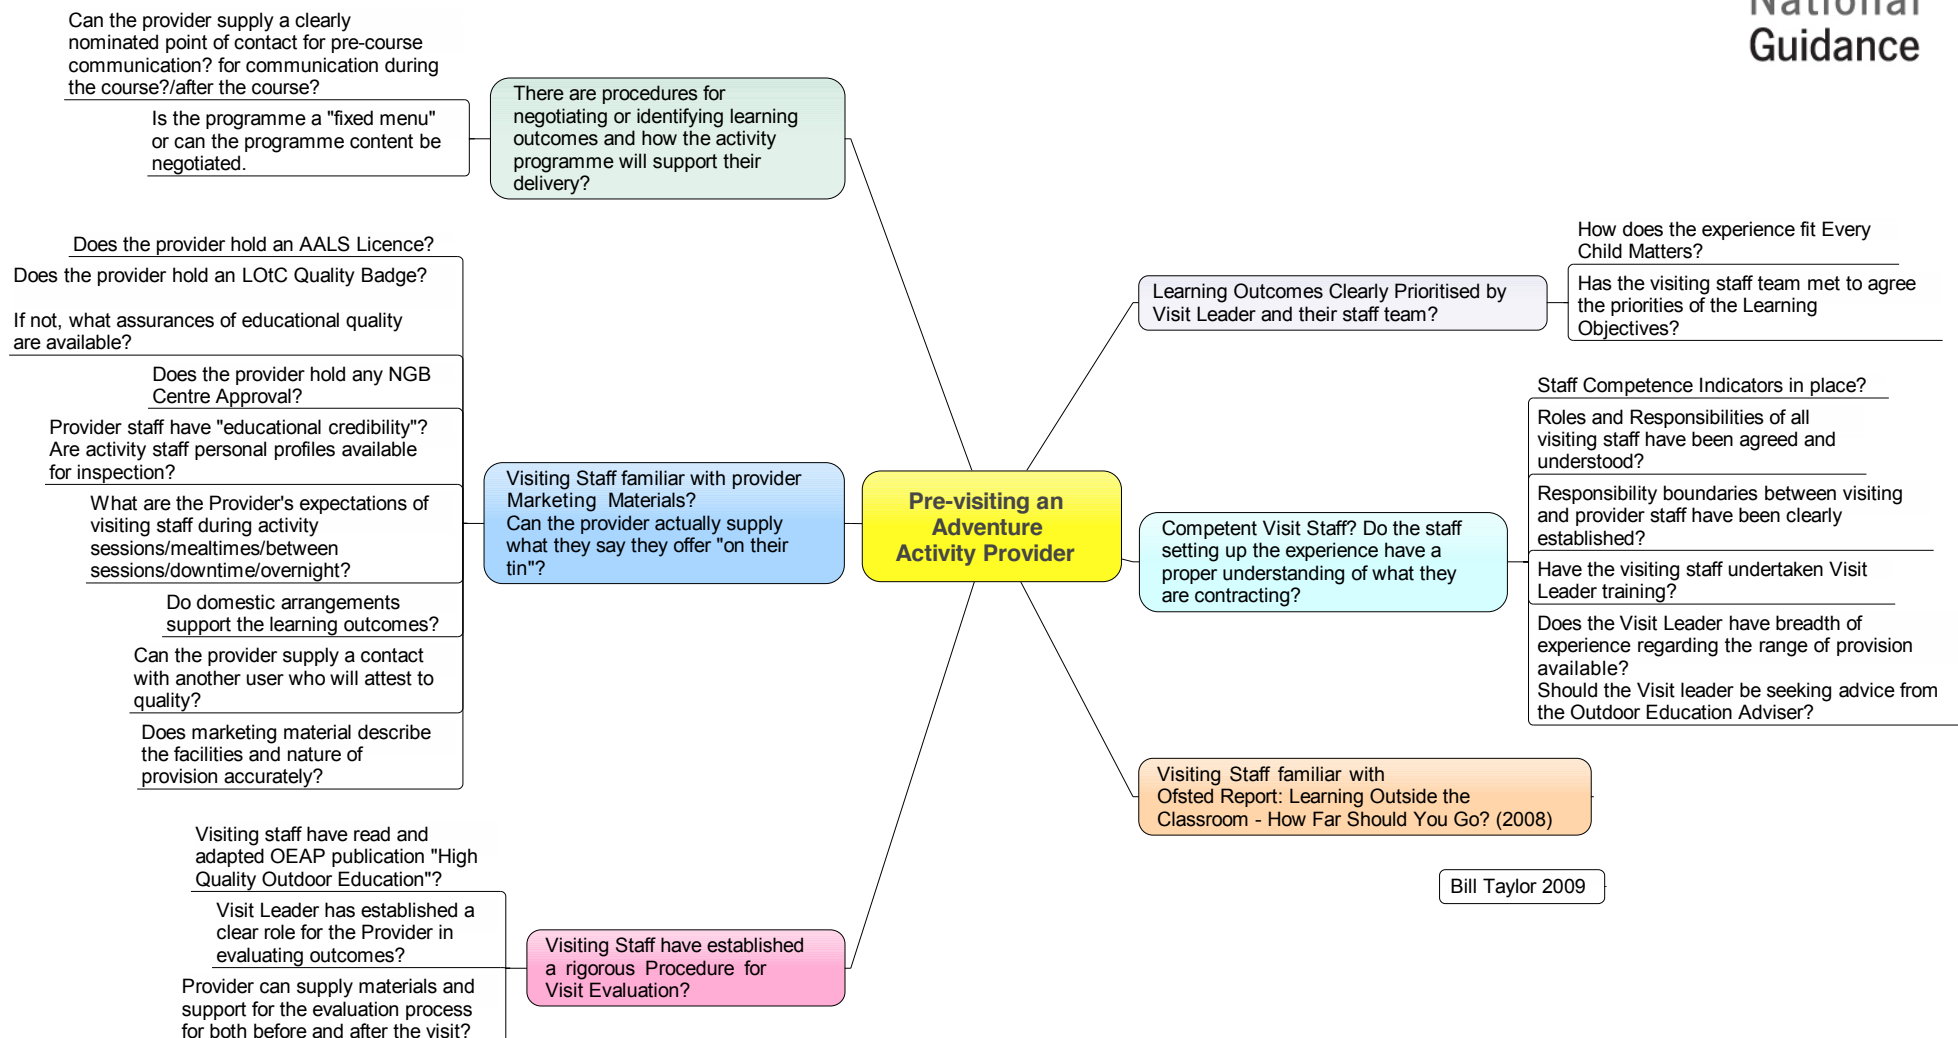 National
Guidance
Can the provider supply a clearly
nominated point of contact for pre-course
communication? for communication during
the course?/after the course?
Is the programme a "fixed menu"
or can the programme content be
negotiated.
There are procedures for
negotiating or identifying learning
outcomes and how the activity
programme will support their
delivery?
Does the provider hold an AALS Licence?
Does the provider hold an LOtC Quality Badge?
If not, what assurances of educational quality
are available?
Does the provider hold any NGB
Centre Approval?
Provider staff have "educational credibility"?
Are activity staff personal profiles available
for inspection?
What are the Provider's expectations of
visiting staff during activity
sessions/mealtimes/between
sessions/downtime/overnight?
Do domestic arrangements
support the learning outcomes?
Can the provider supply a contact
with another user who will attest to
quality?
Does marketing material describe
the facilities and nature of
provision accurately?
Visiting Staff familiar with provider
Marketing Materials?
Can the provider actually supply
what they say they offer "on their
tin"?
Visiting staff have read and
adapted OEAP publication "High
Quality Outdoor Education"?
Visit Leader has established a
clear role for the Provider in
evaluating outcomes?
Provider can supply materials and
support for the evaluation process
for both before and after the visit?
Visiting Staff have established
a rigorous Procedure for
Visit Evaluation?
Pre-visiting an
Adventure
Activity Provider
Learning Outcomes Clearly Prioritised by
Visit Leader and their staff team?
How does the experience fit Every
Child Matters?
Has the visiting staff team met to agree
the priorities of the Learning
Objectives?
Competent Visit Staff? Do the staff
setting up the experience have a
proper understanding of what they
are contracting?
Staff Competence Indicators in place?
Roles and Responsibilities of all
visiting staff have been agreed and
understood?
Responsibility boundaries between visiting
and provider staff have been clearly
established?
Have the visiting staff undertaken Visit
Leader training?
Does the Visit Leader have breadth of
experience regarding the range of provision
available?
Should the Visit leader be seeking advice from
the Outdoor Education Adviser?
Visiting Staff familiar with
Ofsted Report: Learning Outside the
Classroom - How Far Should You Go? (2008)
Bill Taylor 2009